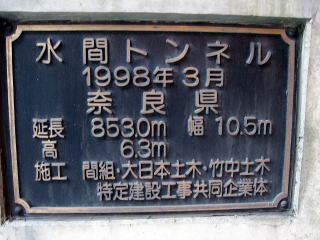 水間トンネル
1998年3月
奈良県
延長 853.0m 幅 10.5m
高 6.3m
施工 間組・大日本土木・竹中土木
特定建設工事共同企業体